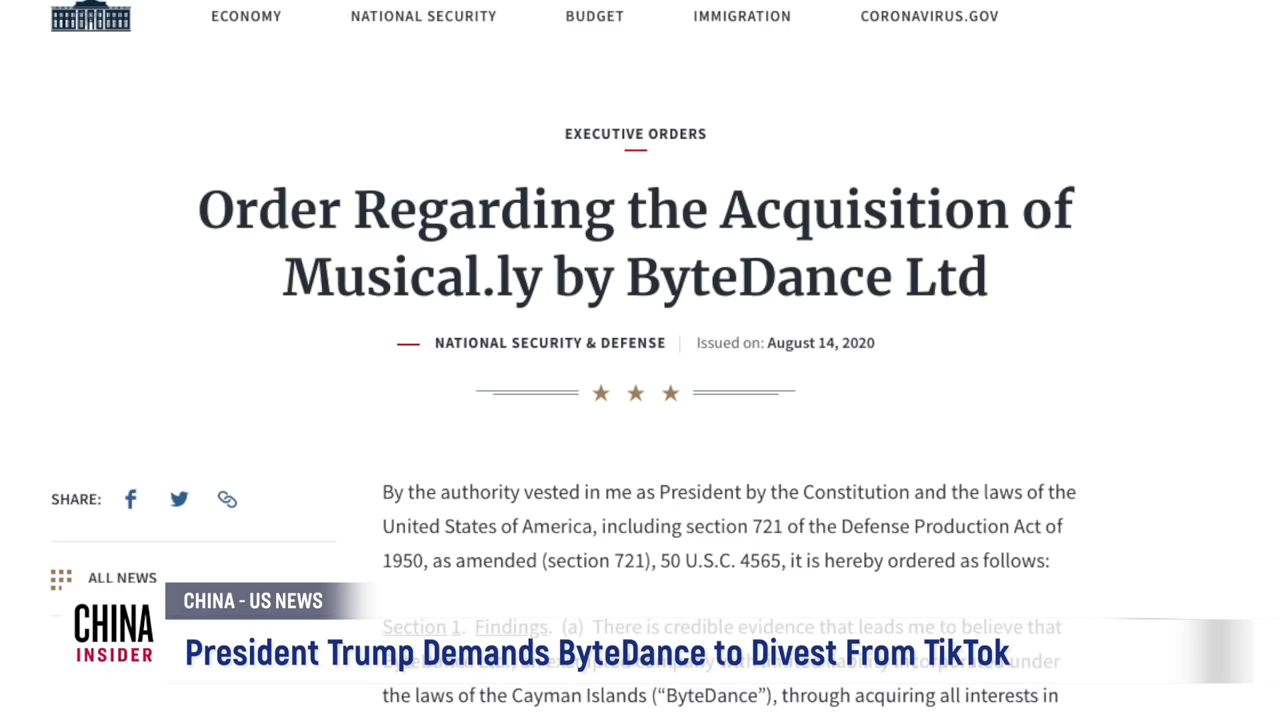 ECONOMY NATIONAL SECURITY BUDGET IMMIGRATION CORONAVIRUS.GOV
EXECUTIVE ORDERS
Order Regarding the Acquisition of
Musical.ly by ByteDance Ltd
NATIONAL SECURITY & DEFENSE Issued on: August 14, 2020
SHARE:
By the authority vested in me as President by the Constitution and the laws of the
United States of America, including section 721 of the Defense Production Act of
1950, as amended (section 721), 50 U.S.C. 4565, it is hereby ordered as follows:
ALL NEWS
CHINA - US NEWS
CHINA
INSIDER
Section 1. Findings. (a) There is credible evidence that leads me to believe that
President Trump Demands ByteDance to Divest From TikTok
under
the laws of the Cayman Islands (“ByteDance”), through acquiring all interests in